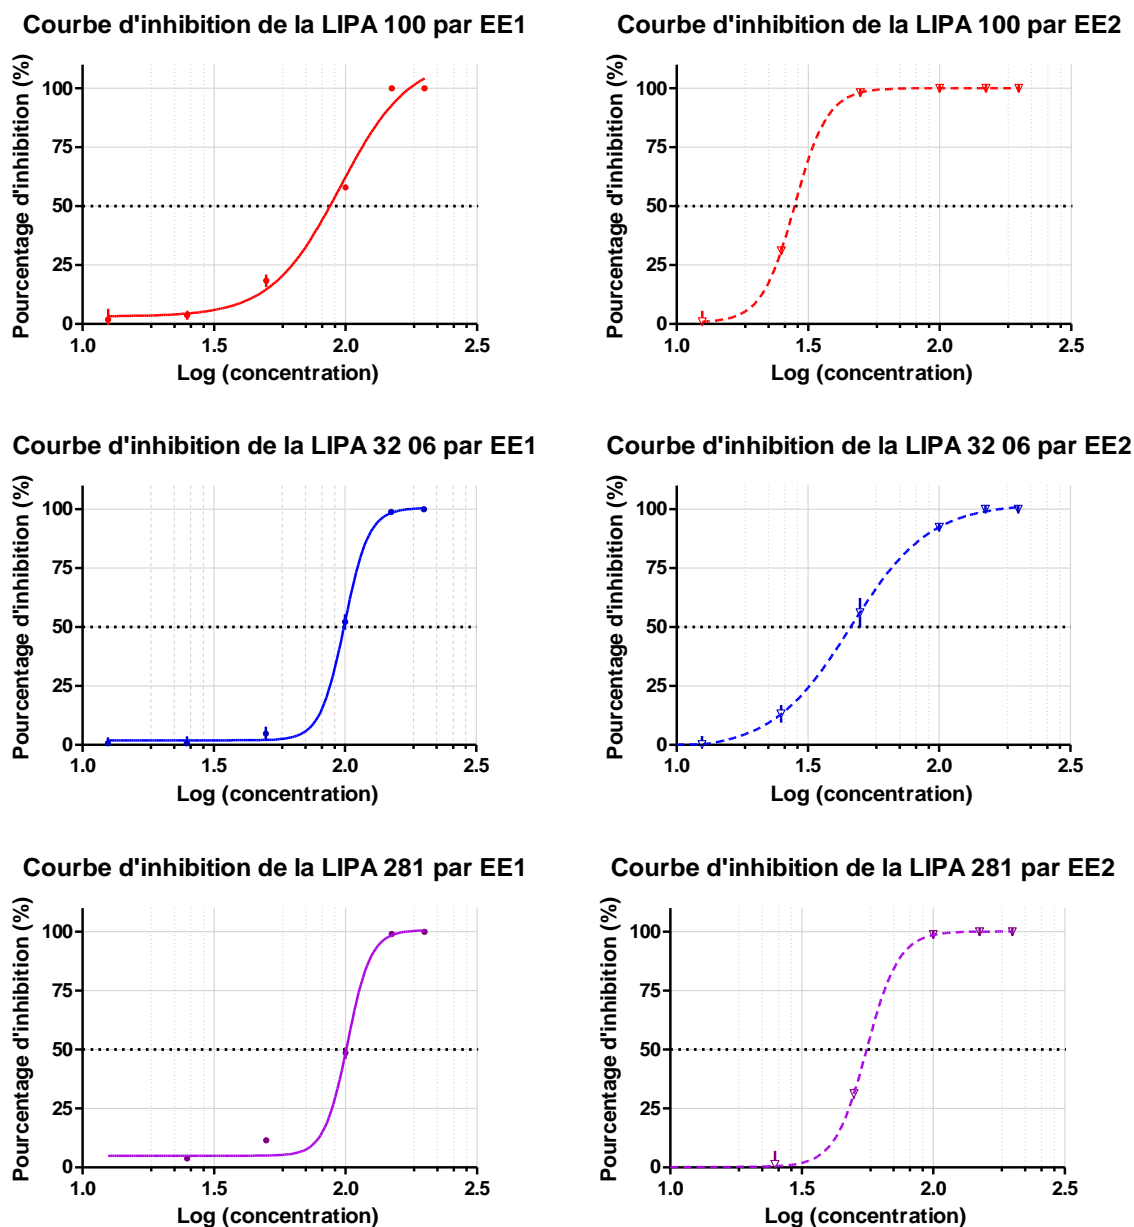 Courbe d'inhibition de la LIPA 100 par EE1
Pourcentage d'inhibition (%)
100
75
50
25
0
1.0 1.5 2.0 2.5
Log (concentration)
Courbe d'inhibition de la LIPA 100 par EE2
Pourcentage d'inhibition (%)
100
75
50
25
0
1.0 1.5 2.0 2.5
Log (concentration)
Courbe d'inhibition de la LIPA 32 06 par EE1
Pourcentage d'inhibition (%)
100
75
50
25
0
1.0 1.5 2.0 2.5
Log (concentration)
Courbe d'inhibition de la LIPA 32 06 par EE2
Pourcentage d'inhibition (%)
100
75
50
25
0
1.0 1.5 2.0 2.5
Log (concentration)
Courbe d'inhibition de la LIPA 281 par EE1
Pourcentage d'inhibition (%)
100
75
50
25
0
1.0 1.5 2.0 2.5
Log (concentration)
Courbe d'inhibition de la LIPA 281 par EE2
Pourcentage d'inhibition (%)
100
75
50
25
0
1.0 1.5 2.0 2.5
Log (concentration)